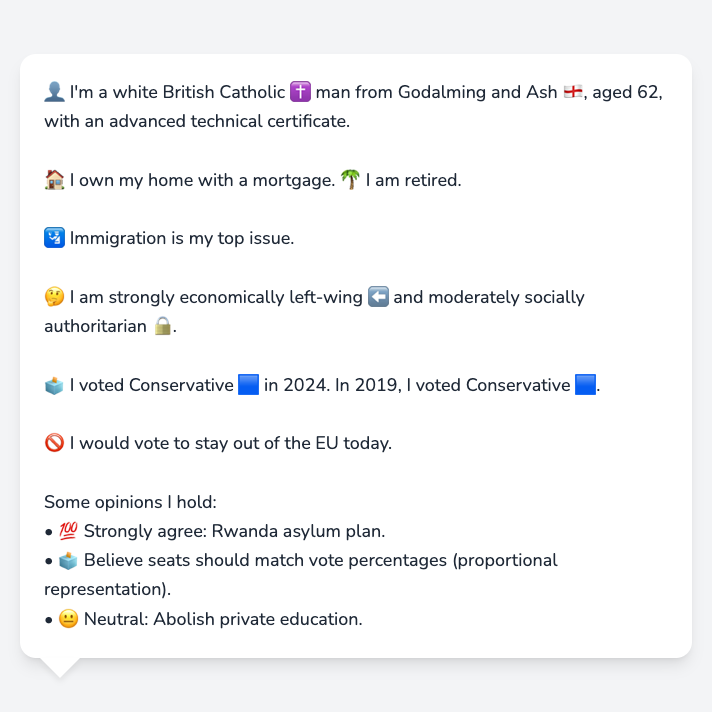 👤 I'm a white British Catholic ✝️ man from Godalming and Ash 🏴󠁧󠁢󠁥󠁮󠁧󠁿, aged 62,
with an advanced technical certificate.
🏠 I own my home with a mortgage. 🌴 I am retired.
🛂 Immigration is my top issue.
🤔 I am strongly economically left-wing ⬅️ and moderately socially
authoritarian 🔒.
🗳️ I voted Conservative 🟦 in 2024. In 2019, I voted Conservative 🟦.
🚫 I would vote to stay out of the EU today.
Some opinions I hold:
• 💯 Strongly agree: Rwanda asylum plan.
• 🗳️ Believe seats should match vote percentages (proportional
representation).
• 😐 Neutral: Abolish private education.